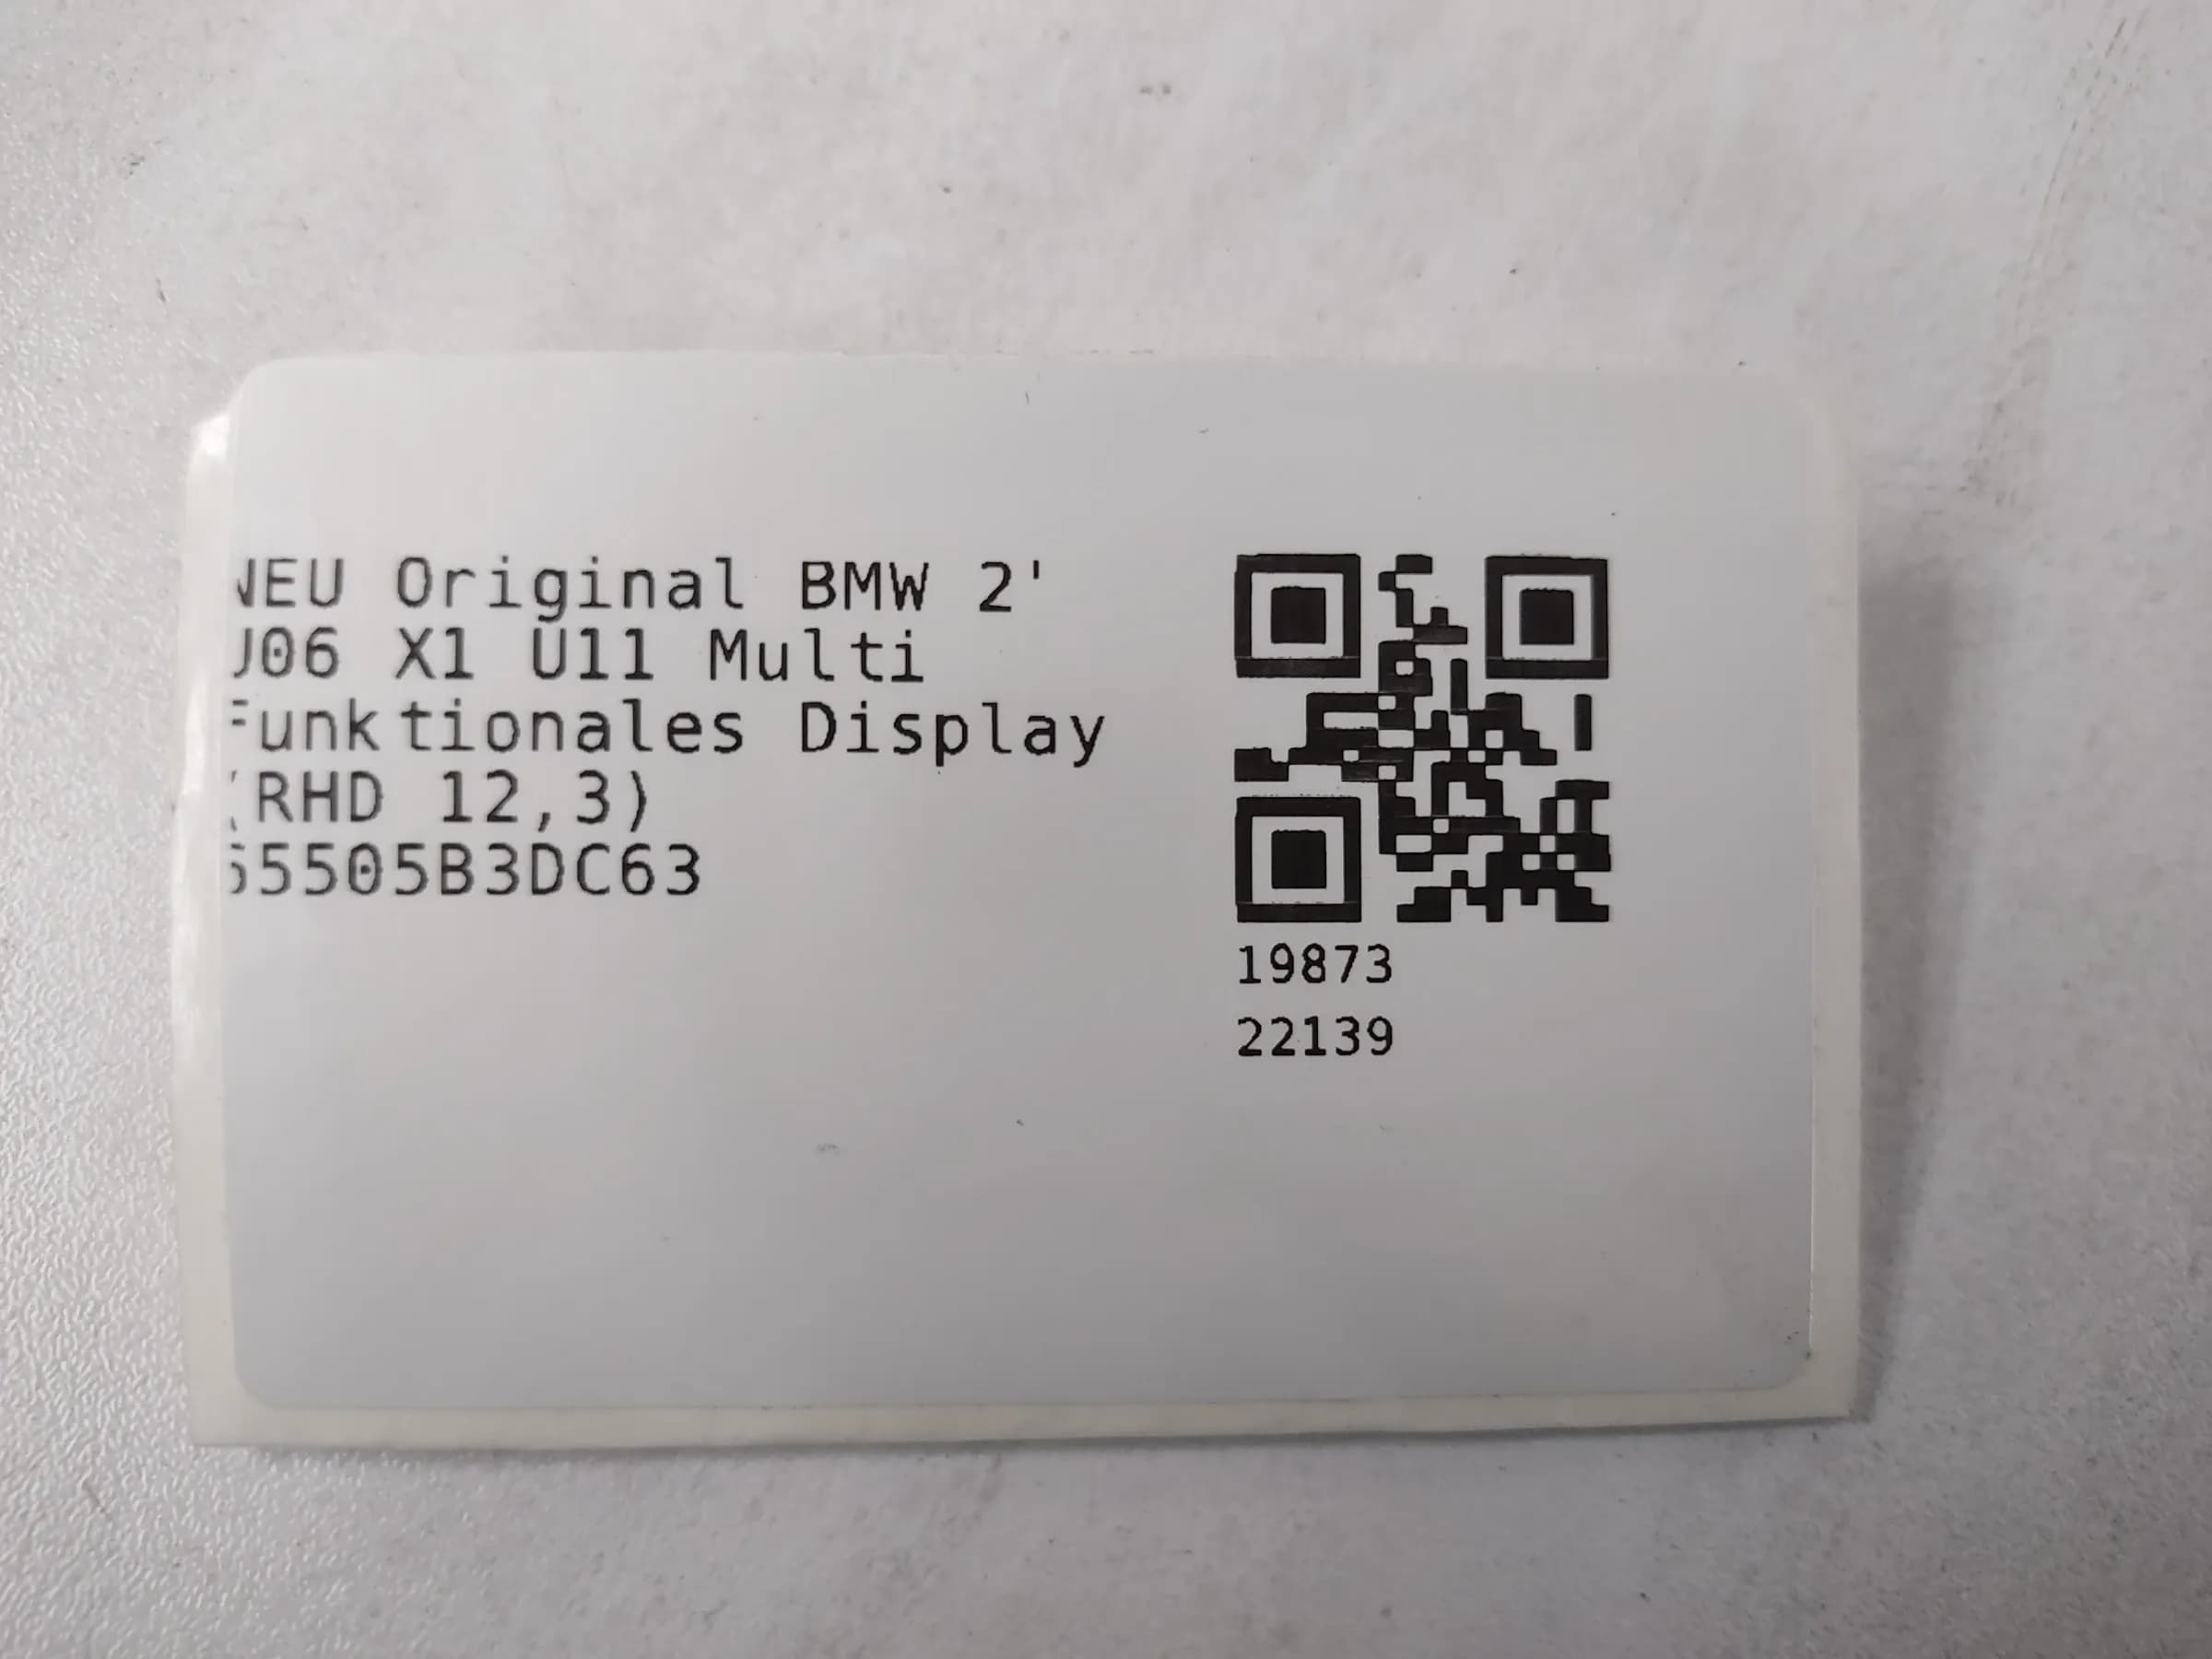 NEU Original BMW 2'
U06 X1 U11 Multi
Funktionales Display
(RHD 12,3)
65505B3DC63
19873
22139